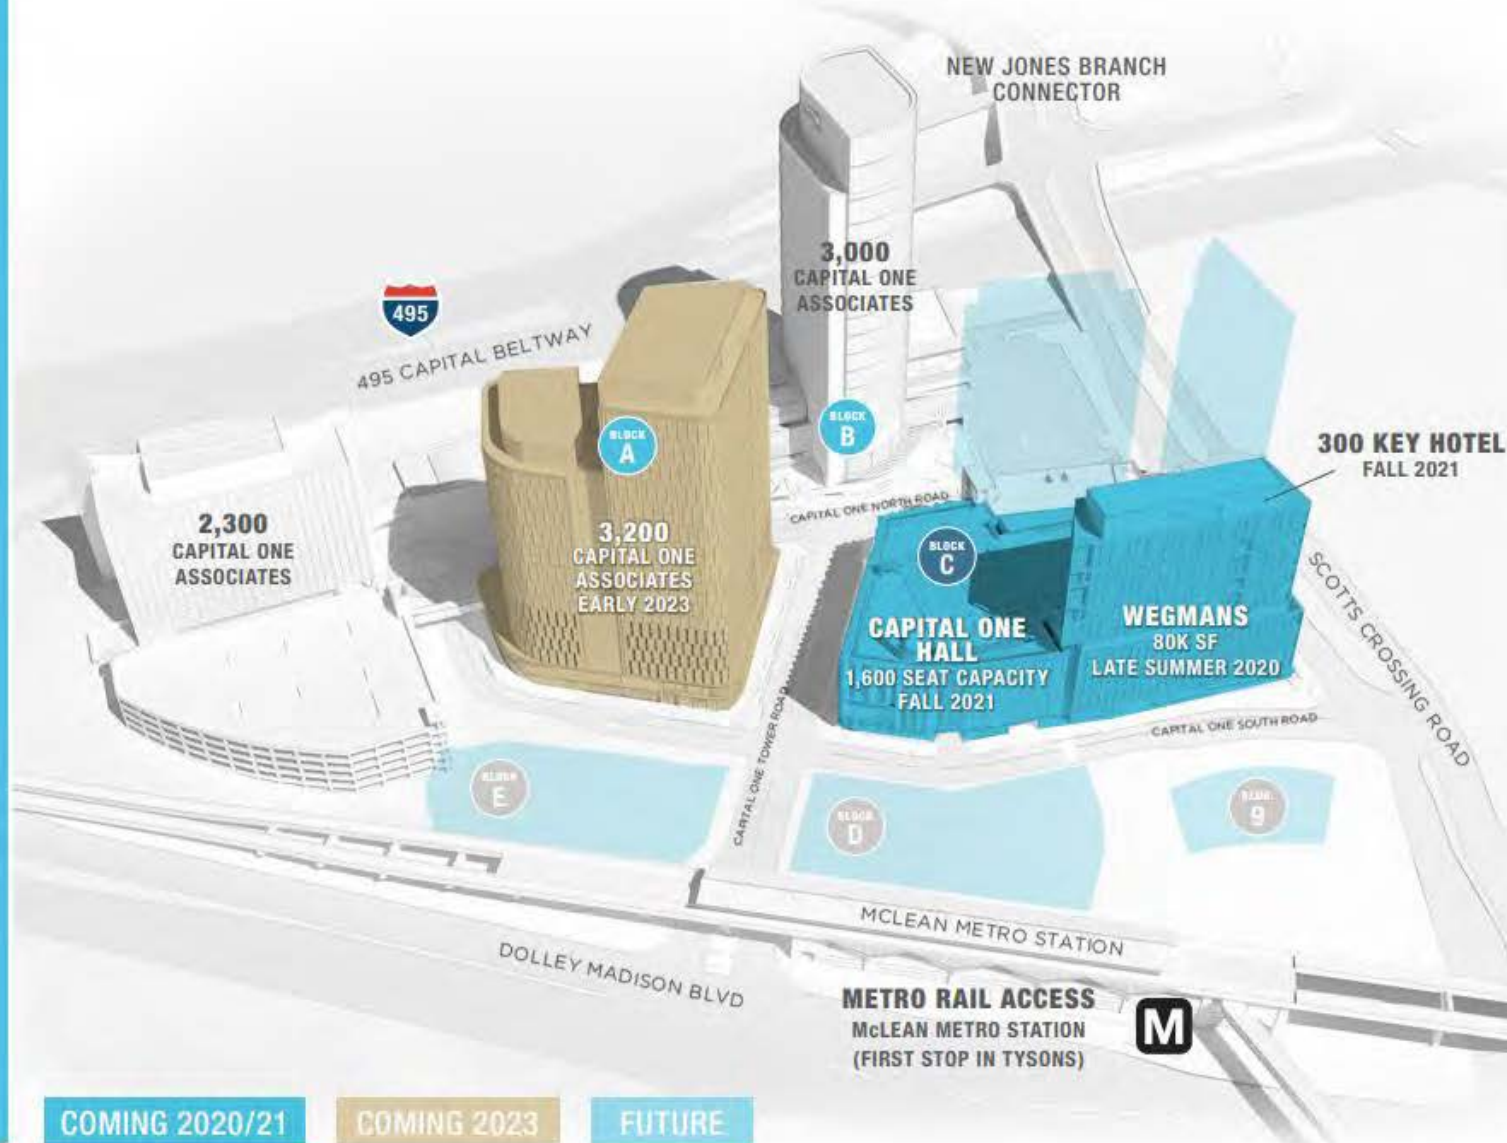 NEW JONES BRANCH
CONNECTOR
3,000
CAPITAL ONE
ASSOCIATES
495
495 CAPITAL BELTWAY
BLOCK
A
BLOCK
B
300 KEY HOTEL
FALL 2021
2,300
CAPITAL ONE
ASSOCIATES
3,200
CAPITAL ONE
ASSOCIATES
EARLY 2023
CAPITAL ONE NORTH ROAD
BLOCK
C
CAPITAL ONE
HALL
1,600 SEAT CAPACITY
FALL 2021
WEGMANS
80K SF
LATE SUMMER 2020
SCOTTS CROSSING ROAD
CAPITAL ONE SOUTH ROAD
CAPITAL ONE TOWER ROAD
BLOCK
E
BLOCK
D
BLDG.
9
MCLEAN METRO STATION
DOLLEY MADISON BLVD
METRO RAIL ACCESS
McLEAN METRO STATION
(FIRST STOP IN TYSONS)
M
COMING 2020/21
COMING 2023
FUTURE